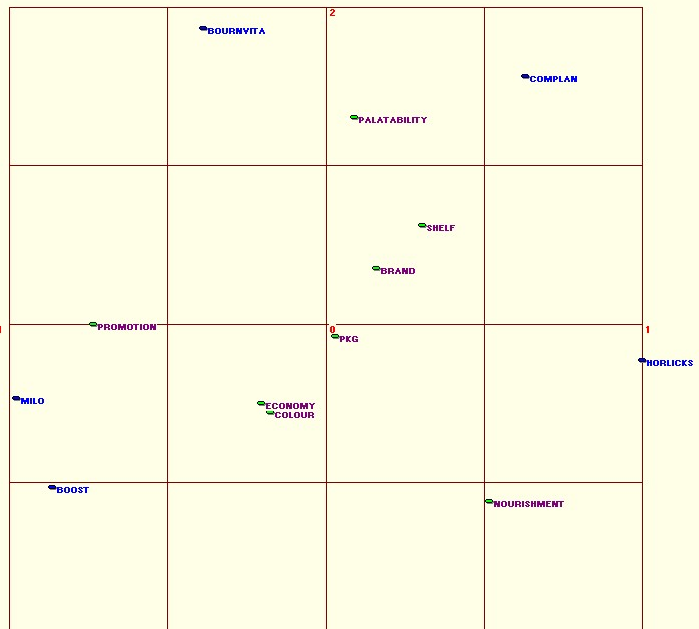 2
BOURNVITA
COMPLAN
PALATABILITY
SHELF
BRAND
PROMOTION
0
1
PKG
HORLICKS
MILO
ECONOMY
COLOUR
BOOST
NOURISHMENT